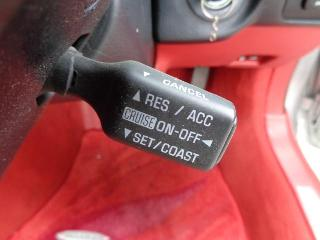 ▼ CANCEL
▲ RES / ACC
CRUISE ON-OFF ◀
▼ SET/COAST